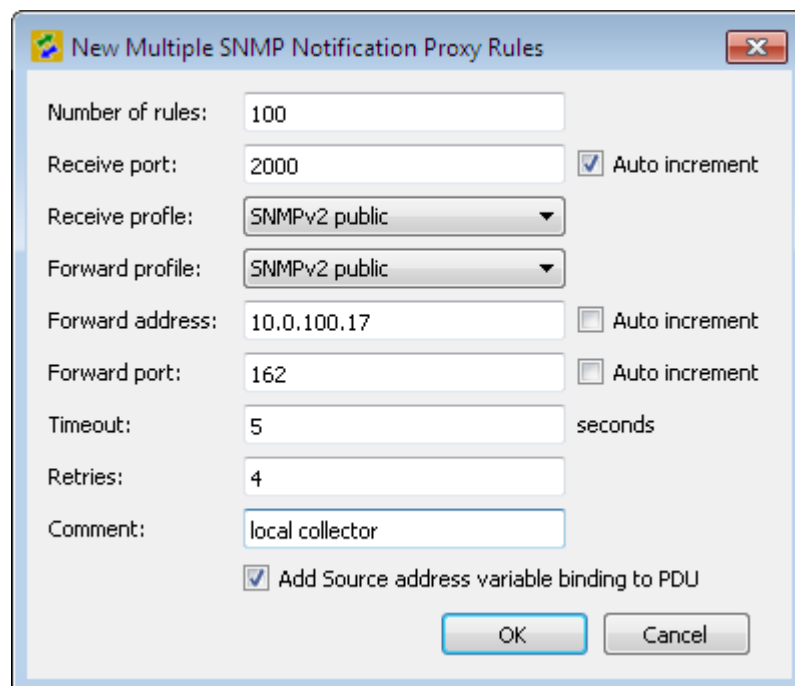 New Multiple SNMP Notification Proxy Rules
Number of rules: 100
Receive port: 2000 Auto increment
Receive profle: SNMPv2 public
Forward profile: SNMPv2 public
Forward address: 10.0.100.17 Auto increment
Forward port: 162 Auto increment
Timeout: 5 seconds
Retries: 4
Comment: local collector
Add Source address variable binding to PDU
OK Cancel